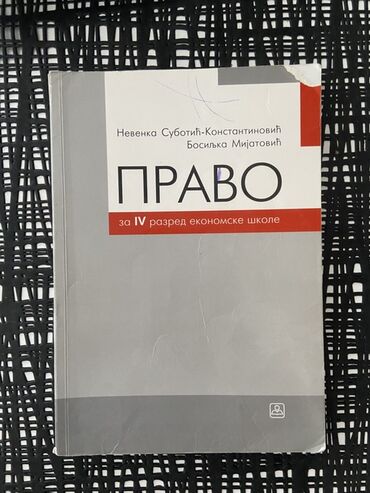 Невенка Суботић-Константиновић
Босиљка Мијатовић
ПРАВО
за IV разред економске школе